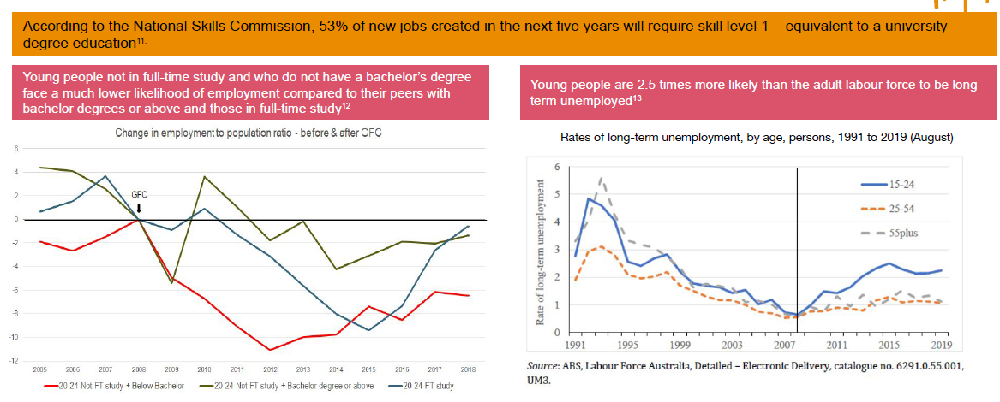 According to the National Skills Commission, 53% of new jobs created in the next five years will require skill level 1 – equivalent to a university
degree education11.
Young people not in full-time study and who do not have a bachelor's degree
face a much lower likelihood of employment compared to their peers with
bachelor degrees or above and those in full-time study12
Change in employment to population ratio - before & after GFC
6
4
2
0
-2
-4
-6
-8
-10
-12
GFC
2005 2006 2007 2008 2009 2010 2011 2012 2013 2014 2015 2016 2017 2018
20-24 Not FT study + Below Bachelor 20-24 Not FT study + Bachelor degree or above 20-24 FT study
Young people are 2.5 times more likely than the adult labour force to be long
term unemployed13
Rates of long-term unemployment, by age, persons, 1991 to 2019 (August)
Rate of long-term unemployment
6
5
4
3
2
1
0
15-24
25-54
55plus
1991 1995 1999 2003 2007 2011 2015 2019
Source: ABS, Labour Force Australia, Detailed – Electronic Delivery, catalogue no. 6291.0.55.001,
UM3.